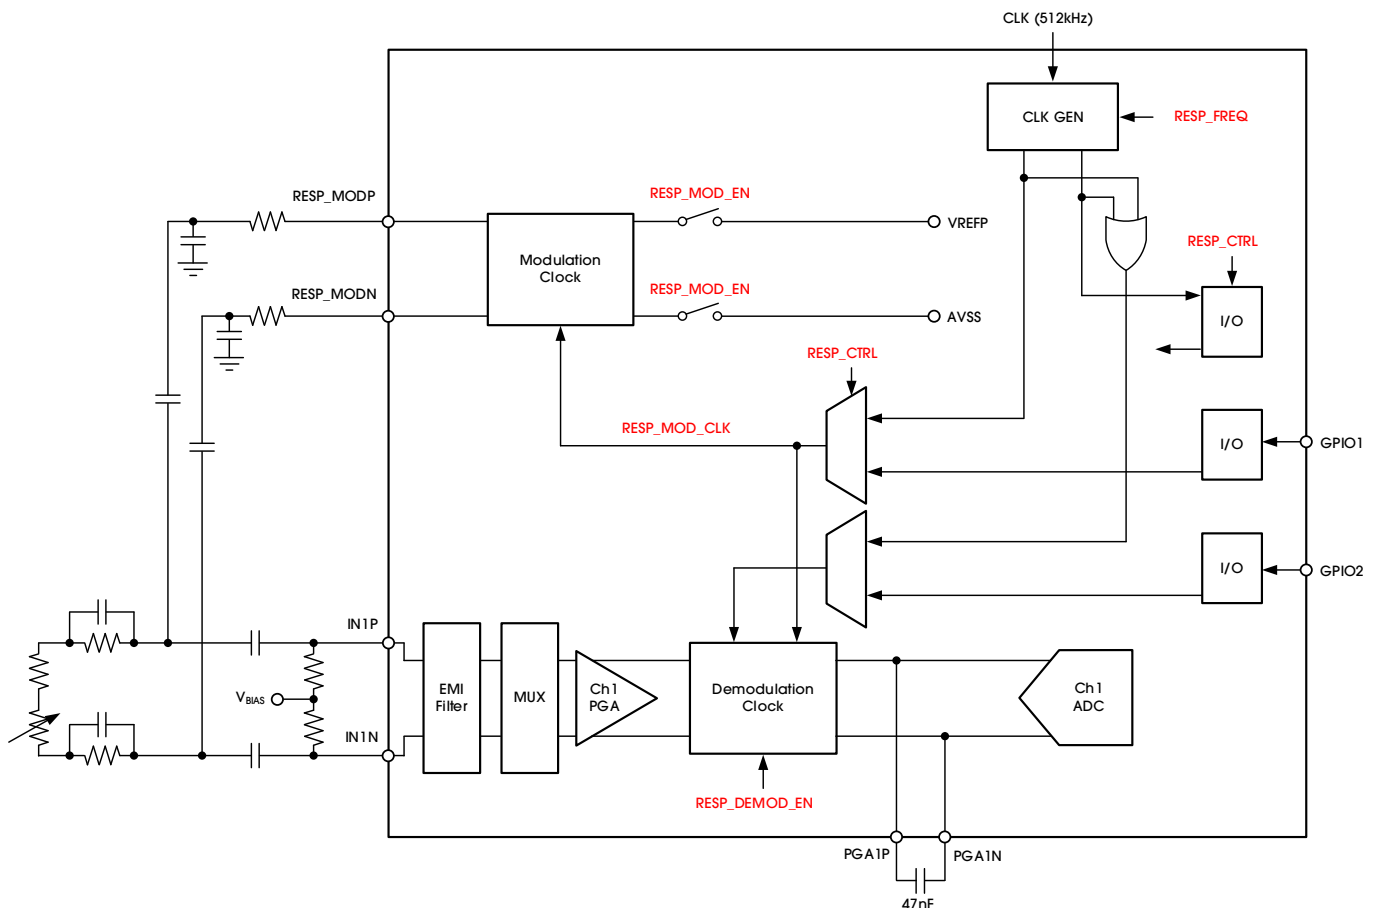 CLK (512kHz)
CLK GEN
RESP_FREQ
RESP_MODP
RESP_MOD_EN
VREFP
Modulation
Clock
RESP_CTRL
RESP_MODN
RESP_MOD_EN
AVSS
I/O
RESP_CTRL
RESP_MOD_CLK
I/O
GPIO1
I/O
GPIO2
IN1P
EMI
Filter
MUX
Ch1
PGA
Demodulation
Clock
Ch1
ADC
VBIAS
IN1N
RESP_DEMOD_EN
PGA1P
PGA1N
47nF